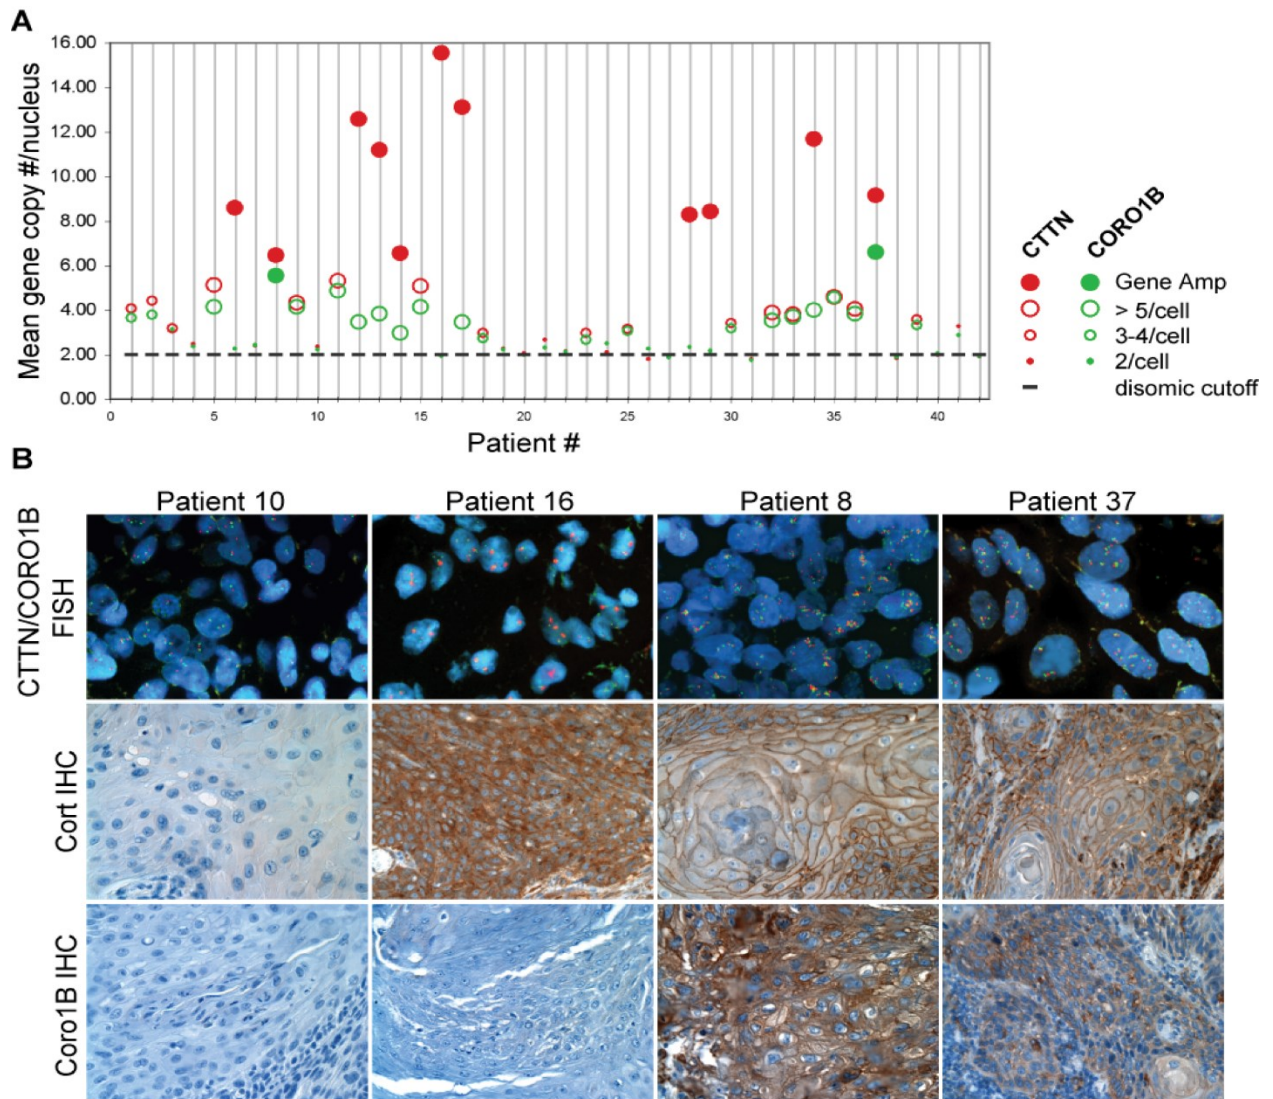 A
Mean gene copy #/nucleus
16.00
14.00
12.00
10.00
8.00
6.00
4.00
2.00
0.00
0 5 10 15 20 25 30 35 40
Patient #
CTTN CORO1B
Gene Amp
> 5/cell
3-4/cell
2/cell
disomic cutoff
B
Patient 10 Patient 16 Patient 8 Patient 37
CTTN/CORO1B
FISH
Cort IHC
Coro1B IHC